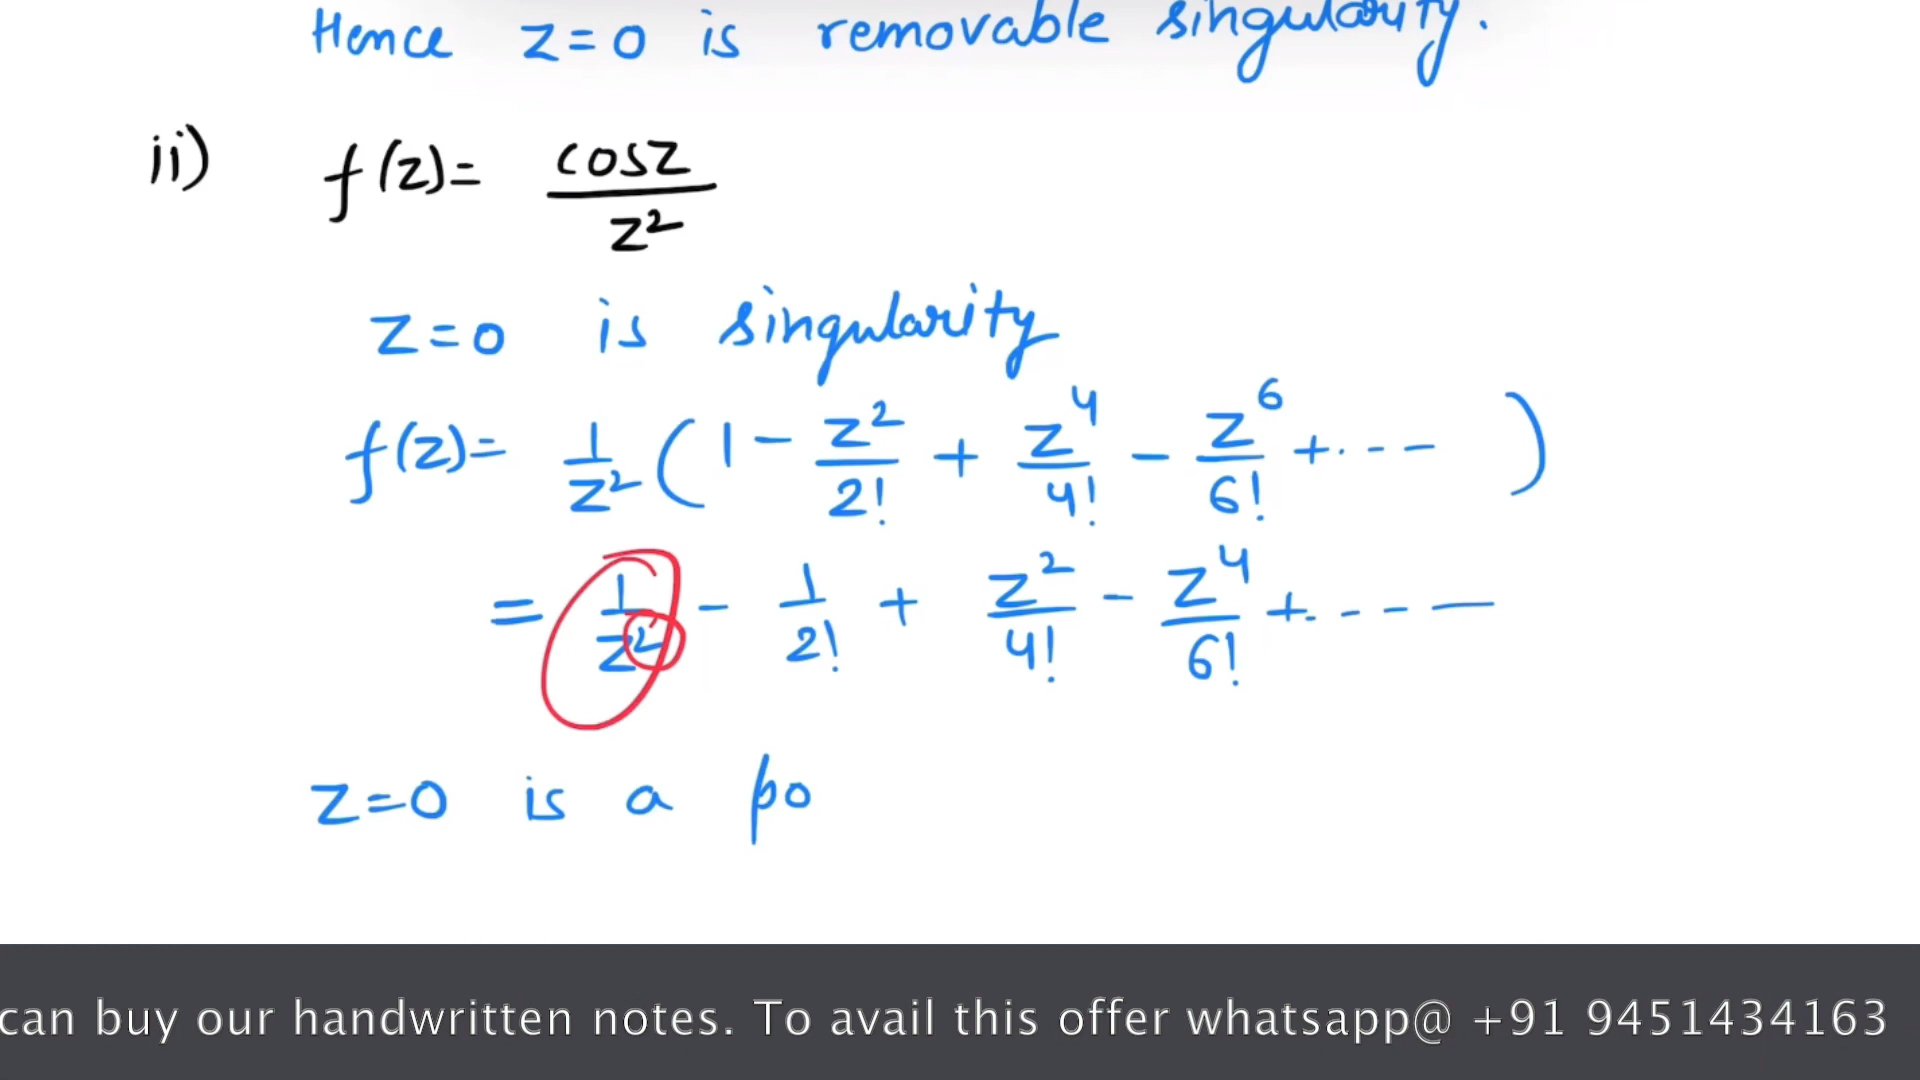 Hence z=0 is removable singularity.
ii) f(z)= cosz/z²
z=0 is singularity
f(z)= 1/z² (1 - z²/2! + z⁴/4! - z⁶/6! +.--- )
= 1/z² - 1/2! + z²/4! - z⁴/6! +.----
z=0 is a po
can buy our handwritten notes. To avail this offer whatsapp@ +91 9451434163